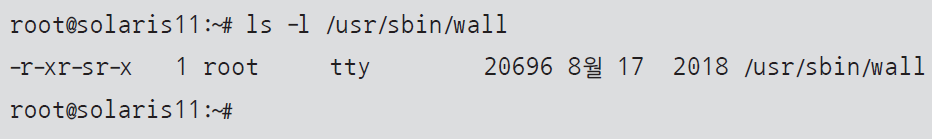 root@solaris11:~# ls -l /usr/sbin/wall
-r-xr-sr-x 1 root tty 20696 8월 17 2018 /usr/sbin/wall
root@solaris11:~#